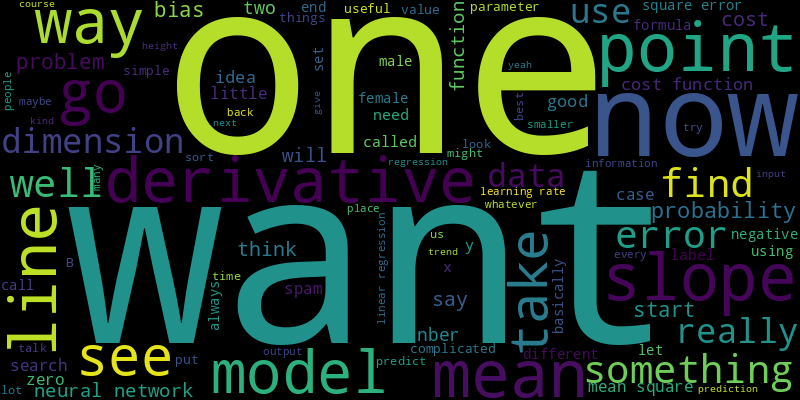 course
way
bias
two
end
things
useful
value
parameter
function
use
square error
formula
cost
height
problem
simple
set
male
yeah
one
point
people
go
idea
little
female
good
cost function
now
maybe
give
best
back
need
smaller
try
kind
next
dimension
sort
will
called
look
might
regression
information
well
many
derivative
data
find
input
learning rate
case
whatever
probability
line
place
want
us
y
take
error
negative
using
B
think
linear regression
trend
basically
every
label
slope
call
time
always
spam
x
say
start
really
talk
see
put
output
nber
complicated
different
let
search
zero
model
predict
mean
something
lot
neural network
mean square
prediction